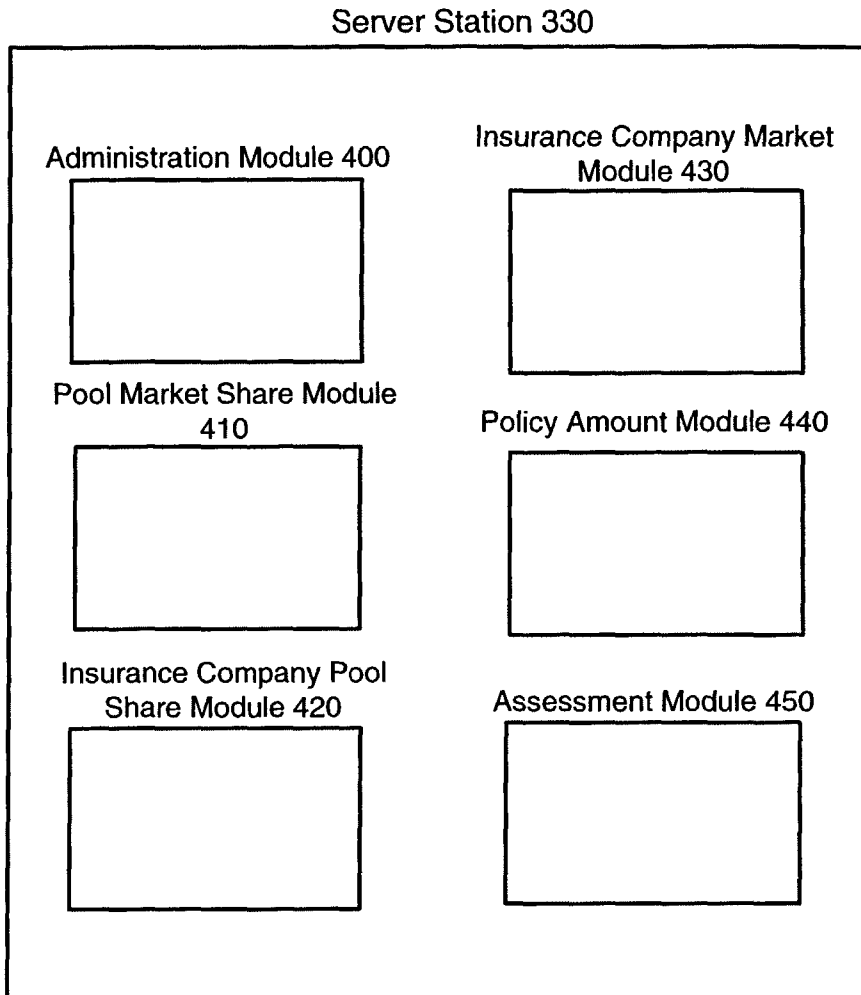 Server Station 330
Administration Module 400
Insurance Company Market
Module 430
Pool Market Share Module
410
Policy Amount Module 440
Insurance Company Pool
Share Module 420
Assessment Module 450